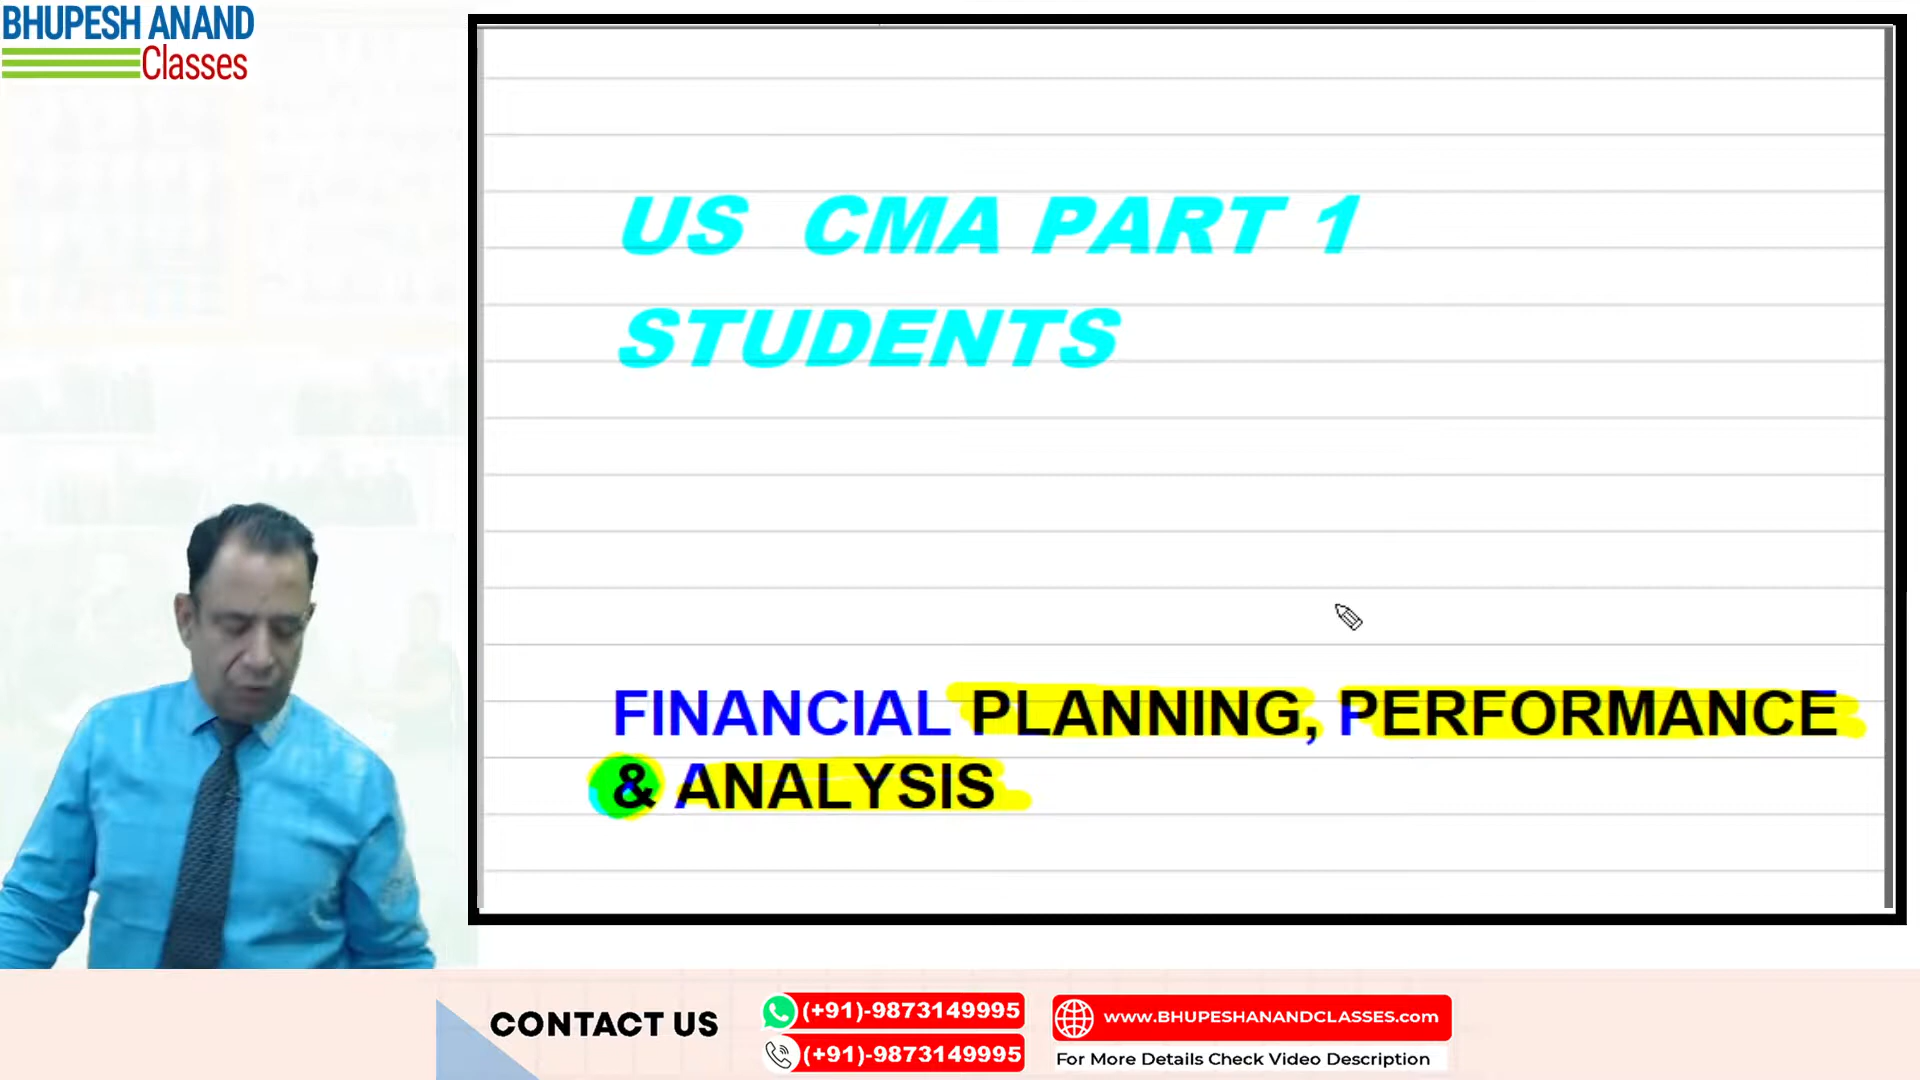 BHUPESH ANAND
Classes
US CMA PART 1
STUDENTS
FINANCIAL PLANNING, PERFORMANCE
& ANALYSIS
CONTACT US
(+91)-9873149995
(+91)-9873149995
www.BHUPESHANANDCLASSES.com
For More Details Check Video Description